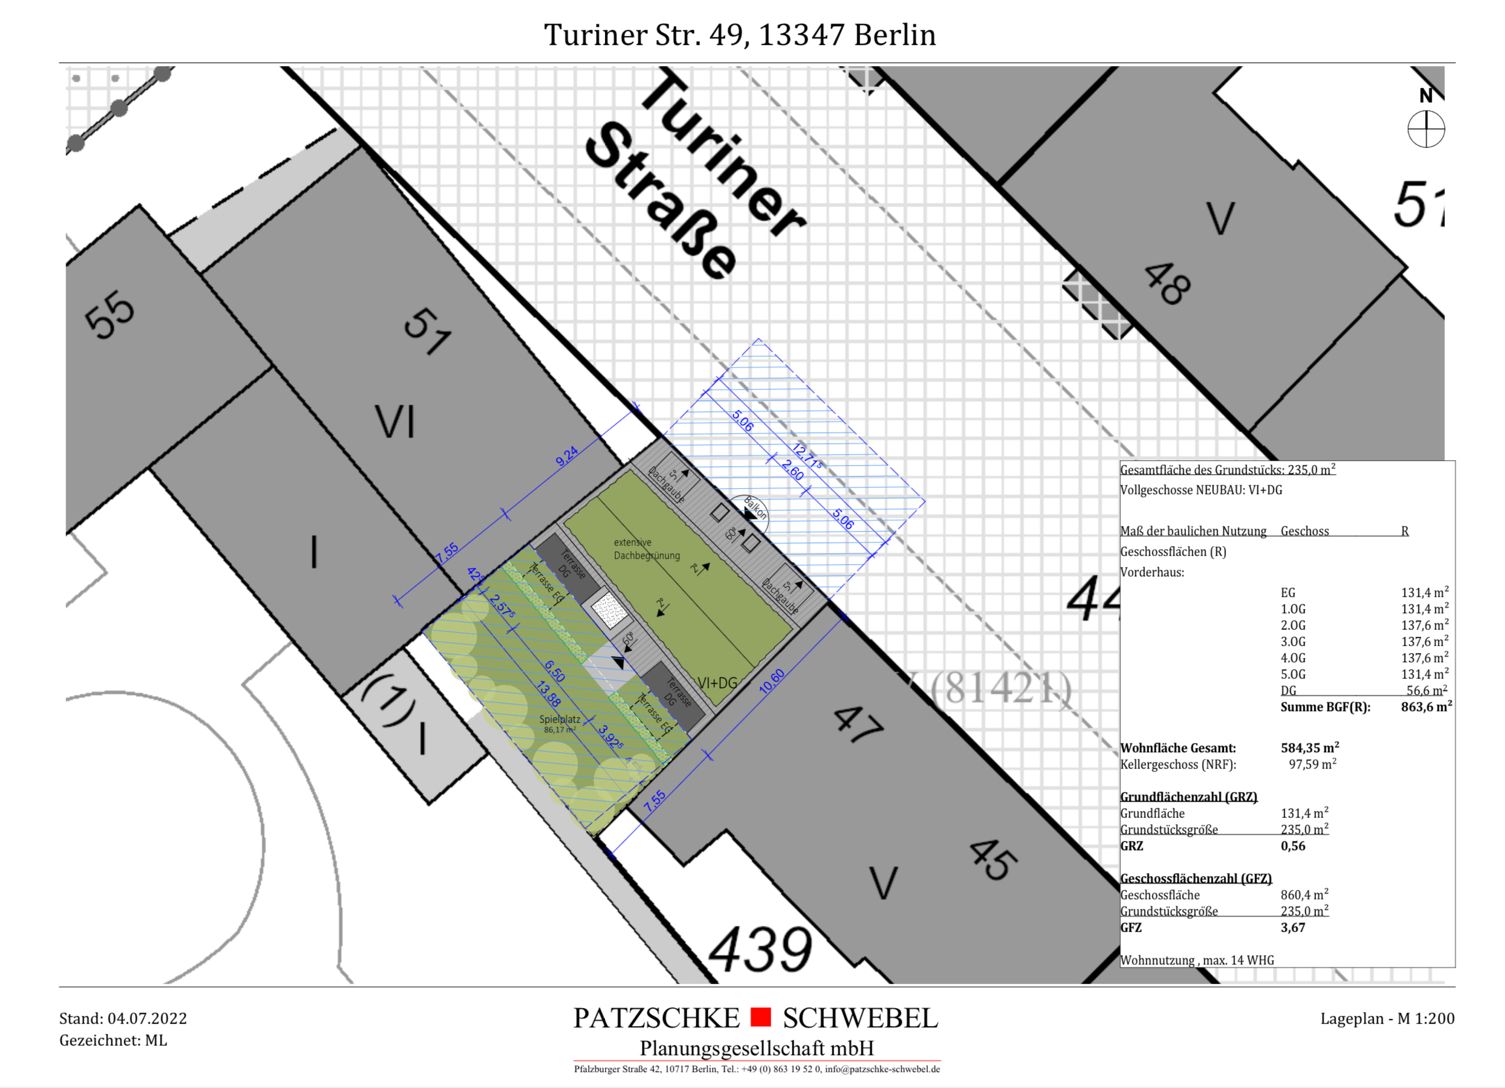 Turiner Str. 49, 13347 Berlin
N
Turiner
Straße
51
V
48
55
51
VI
I
(1) I
9,24
7,55
5,06
12,71⁵
2,60
5,06
Balkon
Dachgaube
extensive
Dachbegrünung
Dachgaube
Terrasse
DG
Terrasse EG
42⁵
2,57⁵
6,50
13,88
3,92⁵
Spielplatz
86,17 m²
Terrasse
DG
Terrasse EG
VI+DG
10,60
7,55
44
(81421)
47
45
V
439
Gesamtfläche des Grundstücks: 235,0 m²
Vollgeschosse NEUBAU: VI+DG
Maß der baulichen Nutzung Geschoss R
Geschossflächen (R)
Vorderhaus:
EG 131,4 m²
1.OG 131,4 m²
2.OG 137,6 m²
3.OG 137,6 m²
4.OG 137,6 m²
5.OG 131,4 m²
DG 56,6 m²
Summe BGF(R): 863,6 m²
Wohnfläche Gesamt: 584,35 m²
Kellergeschoss (NRF): 97,59 m²
Grundflächenzahl (GRZ)
Grundfläche 131,4 m²
Grundstücksgröße 235,0 m²
GRZ 0,56
Geschossflächenzahl (GFZ)
Geschossfläche 860,4 m²
Grundstücksgröße 235,0 m²
GFZ 3,67
Wohnnutzung , max. 14 WHG
Stand: 04.07.2022
Gezeichnet: ML
PATZSCHKE SCHWEBEL
Planungsgesellschaft mbH
Pfalzburger Straße 42, 10717 Berlin, Tel.: +49 (0) 863 19 52 0, info@patzschke-schwebel.de
Lageplan - M 1:200